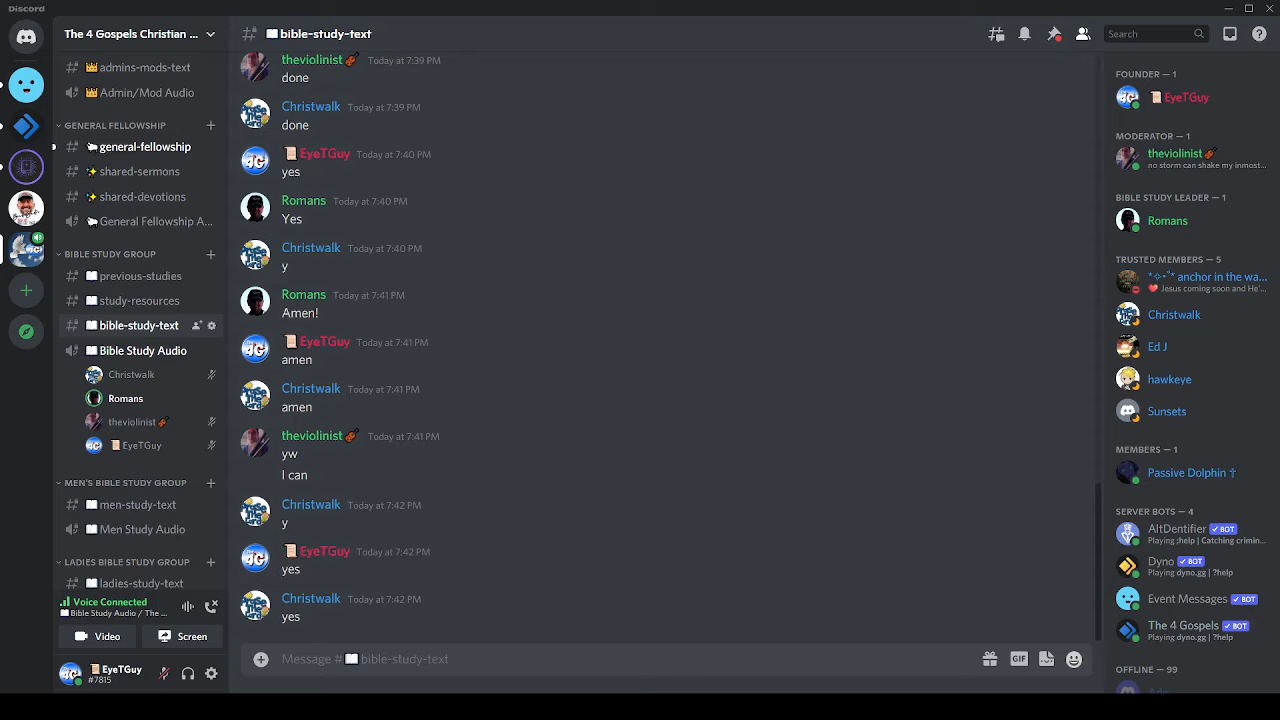 Discord
The 4 Gospels Christian ...
admins-mods-text
Admin/Mod Audio
GENERAL FELLOWSHIP
general-fellowship
shared-sermons
shared-devotions
General Fellowship A...
BIBLE STUDY GROUP
previous-studies
study-resources
bible-study-text
Bible Study Audio
Christwalk
Romans
theviolinist
EyeTGuy
MEN'S BIBLE STUDY GROUP
men-study-text
Men Study Audio
LADIES BIBLE STUDY GROUP
ladies-study-text
Voice Connected
Bible Study Audio / The ...
Video
Screen
EyeTGuy
#7815
bible-study-text
Search
theviolinist Today at 7:39 PM
done
Christwalk Today at 7:39 PM
done
EyeTGuy Today at 7:40 PM
yes
Romans Today at 7:40 PM
Yes
Christwalk Today at 7:40 PM
y
Romans Today at 7:41 PM
Amen!
EyeTGuy Today at 7:41 PM
amen
Christwalk Today at 7:41 PM
amen
theviolinist Today at 7:41 PM
yw
I can
Christwalk Today at 7:42 PM
y
EyeTGuy Today at 7:42 PM
yes
Christwalk Today at 7:42 PM
yes
Message # bible-study-text
GIF
FOUNDER — 1
EyeTGuy
MODERATOR — 1
theviolinist
no storm can shake my inmost...
BIBLE STUDY LEADER — 1
Romans
TRUSTED MEMBERS — 5
anchor in the wa...
Jesus coming soon and He'...
Christwalk
Ed J
hawkeye
Sunsets
MEMBERS — 1
Passive Dolphin †
SERVER BOTS — 4
AltDentifier BOT
Playing ;help | Catching crimin...
Dyno BOT
Playing dyno.gg | ?help
Event Messages BOT
The 4 Gospels BOT
Playing dyno.gg | ?help
OFFLINE — 99